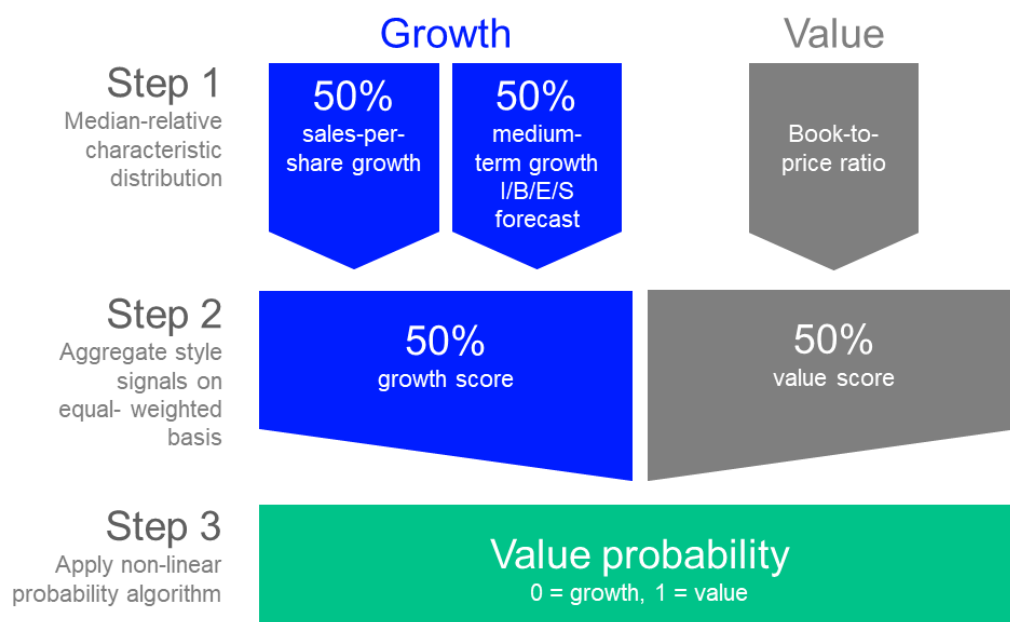 Growth
Value
Step 1
Median-relative
characteristic
distribution
50%
sales-per-
share growth
50%
medium-
term growth
I/B/E/S
forecast
Book-to-
price ratio
Step 2
Aggregate style
signals on
equal- weighted
basis
50%
growth score
50%
value score
Step 3
Apply non-linear
probability algorithm
Value probability
0 = growth, 1 = value